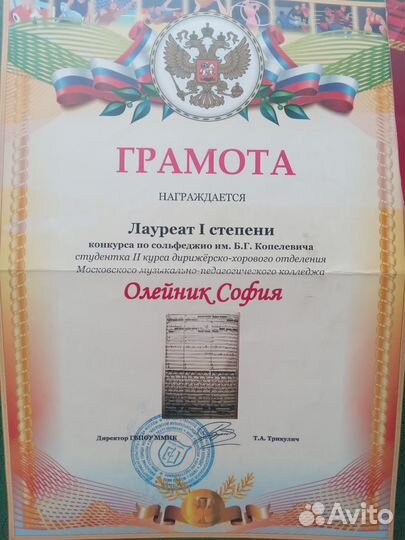 ГРАМОТА
НАГРАЖДАЕТСЯ
Лауреат I степени
конкурса по сольфеджио им. Б.Г. Копелевича
студентка II курса дирижёрско-хорового отделения
Московского музыкально-педагогического колледжа
Олейник София
Директор ГБПОУ ММПК Т.А. Трикулич
Avito